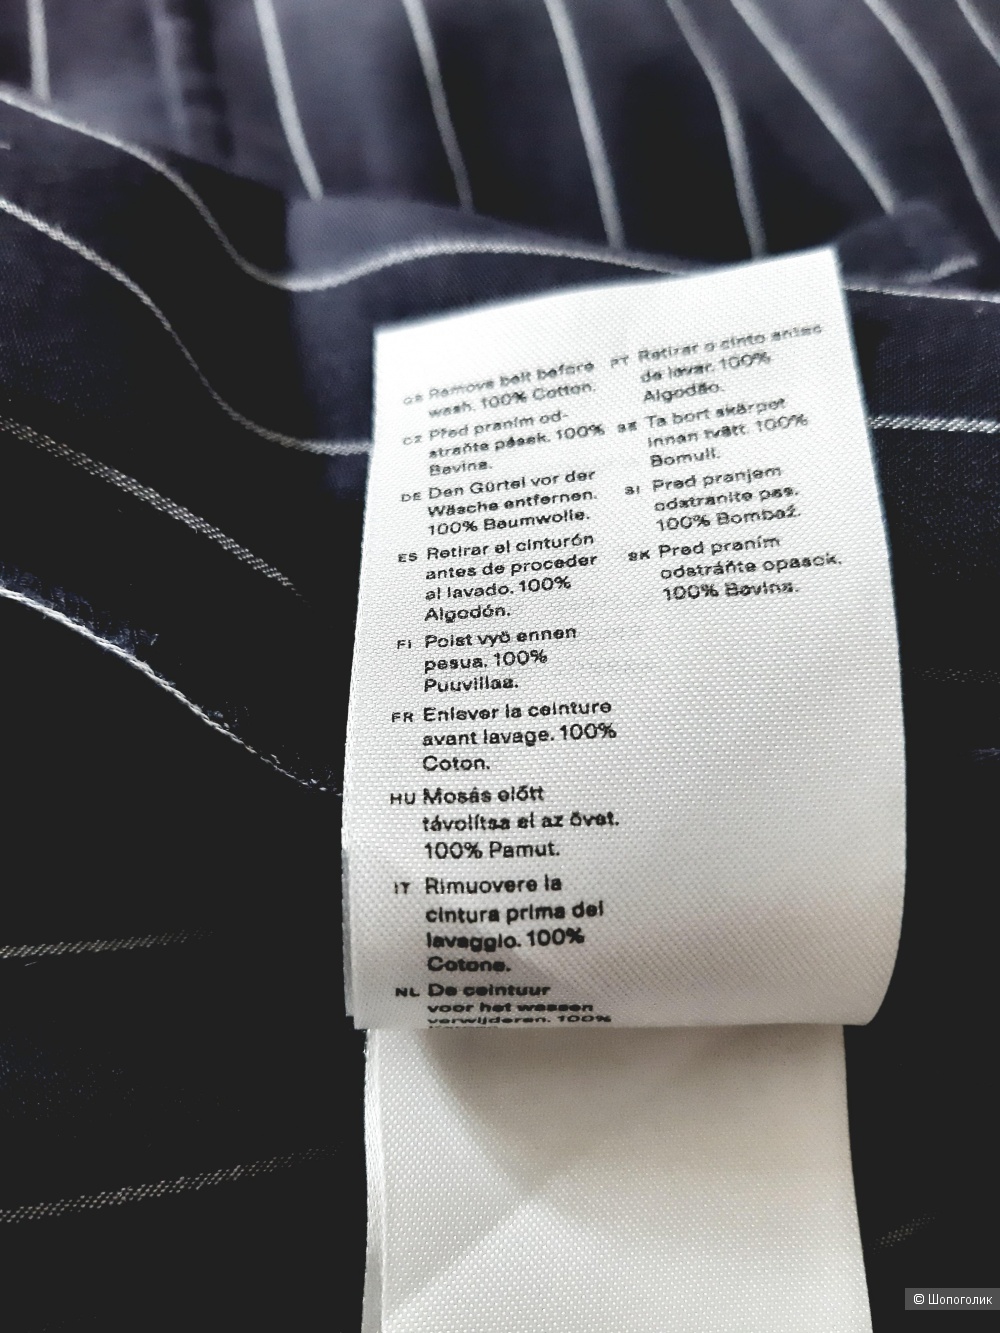 GB Remove belt before
wash. 100% Cotton.
CZ Před praním od-
straňte pásek. 100%
Bavlna.
DE Den Gürtel vor der
Wäsche entfernen.
100% Baumwolle.
ES Retirar el cinturón
antes de proceder
al lavado. 100%
Algodón.
FI Poist vyö ennen
pesua. 100%
Puuvillaa.
FR Enlever la ceinture
avant lavage. 100%
Coton.
HU Mosás előtt
távolítsa el az övet.
100% Pamut.
IT Rimuovere la
cintura prima del
lavaggio. 100%
Cotone.
NL De ceintuur
voor het wassen
verwijderen. 100%
PT Retirar o cinto antes
de lavar. 100%
Algodão.
SE Ta bort skärpet
innan tvätt. 100%
Bomull.
SI Pred pranjem
odstranite pas.
100% Bombaž.
SK Pred praním
odstráňte opasok.
100% Bavlna.
© Шопоголик